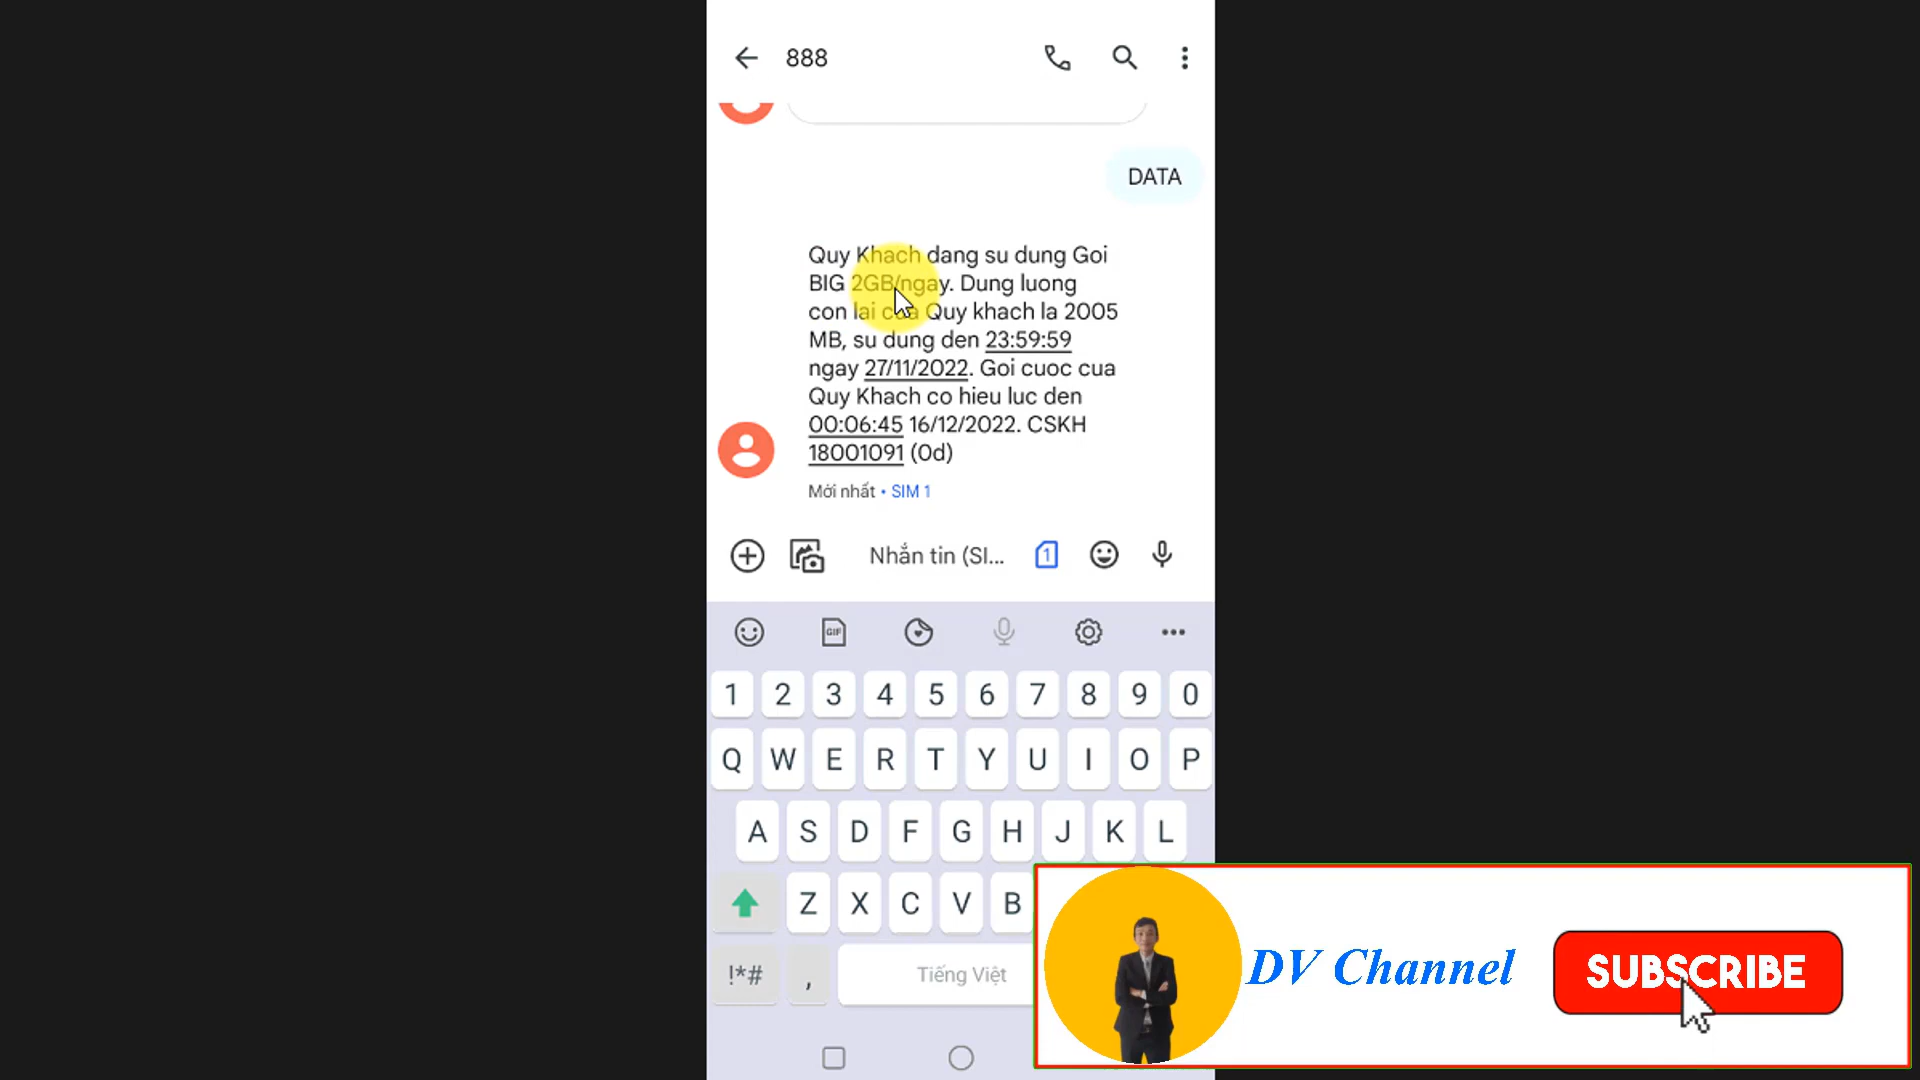 888
DATA
Quy Khach dang su dung Goi
BIG 2GB/ngay. Dung luong
con lai cua Quy khach la 2005
MB, su dung den 23:59:59
ngay 27/11/2022. Goi cuoc cua
Quy Khach co hieu luc den
00:06:45 16/12/2022. CSKH
18001091 (0d)
Mới nhất • SIM 1
Nhắn tin (SI...
1
GIF
1 2 3 4 5 6 7 8 9 0
Q W E R T Y U I O P
A S D F G H J K L
Z X C V B
!*# , Tiếng Việt
DV Channel
SUBSCRIBE